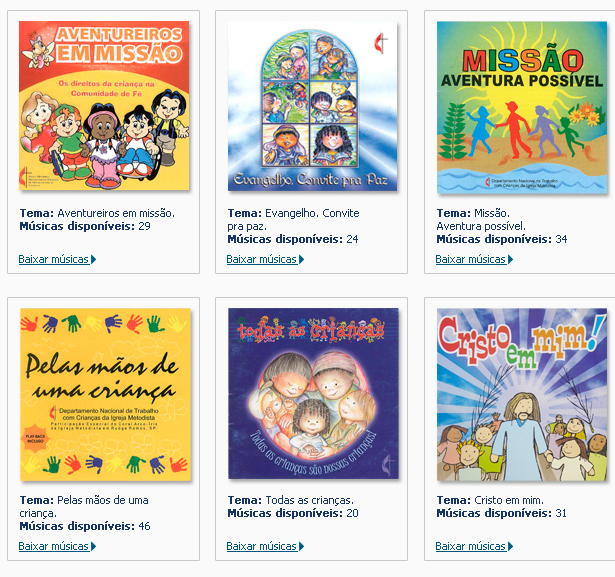 AVENTUREIROS
EM MISSÃO
Os direitos da criança na
Comunidade de Fé
Tema: Aventureiros em missão.
Músicas disponíveis: 29
Baixar músicas
Evangelho. Convite pra Paz
Tema: Evangelho. Convite
pra paz.
Músicas disponíveis: 24
Baixar músicas
MISSÃO
AVENTURA POSSÍVEL
Departamento Nacional de Trabalho
com Crianças da Igreja Metodista
Tema: Missão.
Aventura possível.
Músicas disponíveis: 34
Baixar músicas
Pelas mãos de
uma criança
Departamento Nacional de Trabalho
com Crianças da Igreja Metodista
Participação Especial do Coral Arco-Íris
da Igreja Metodista em Rudge Ramos, SP
PLAY BACK
INCLUSO
Tema: Pelas mãos de uma
criança.
Músicas disponíveis: 46
Baixar músicas
todas as crianças
Todas as crianças são nossas crianças!
Tema: Todas as crianças.
Músicas disponíveis: 20
Baixar músicas
Cristo em mim!
Tema: Cristo em mim.
Músicas disponíveis: 31
Baixar músicas